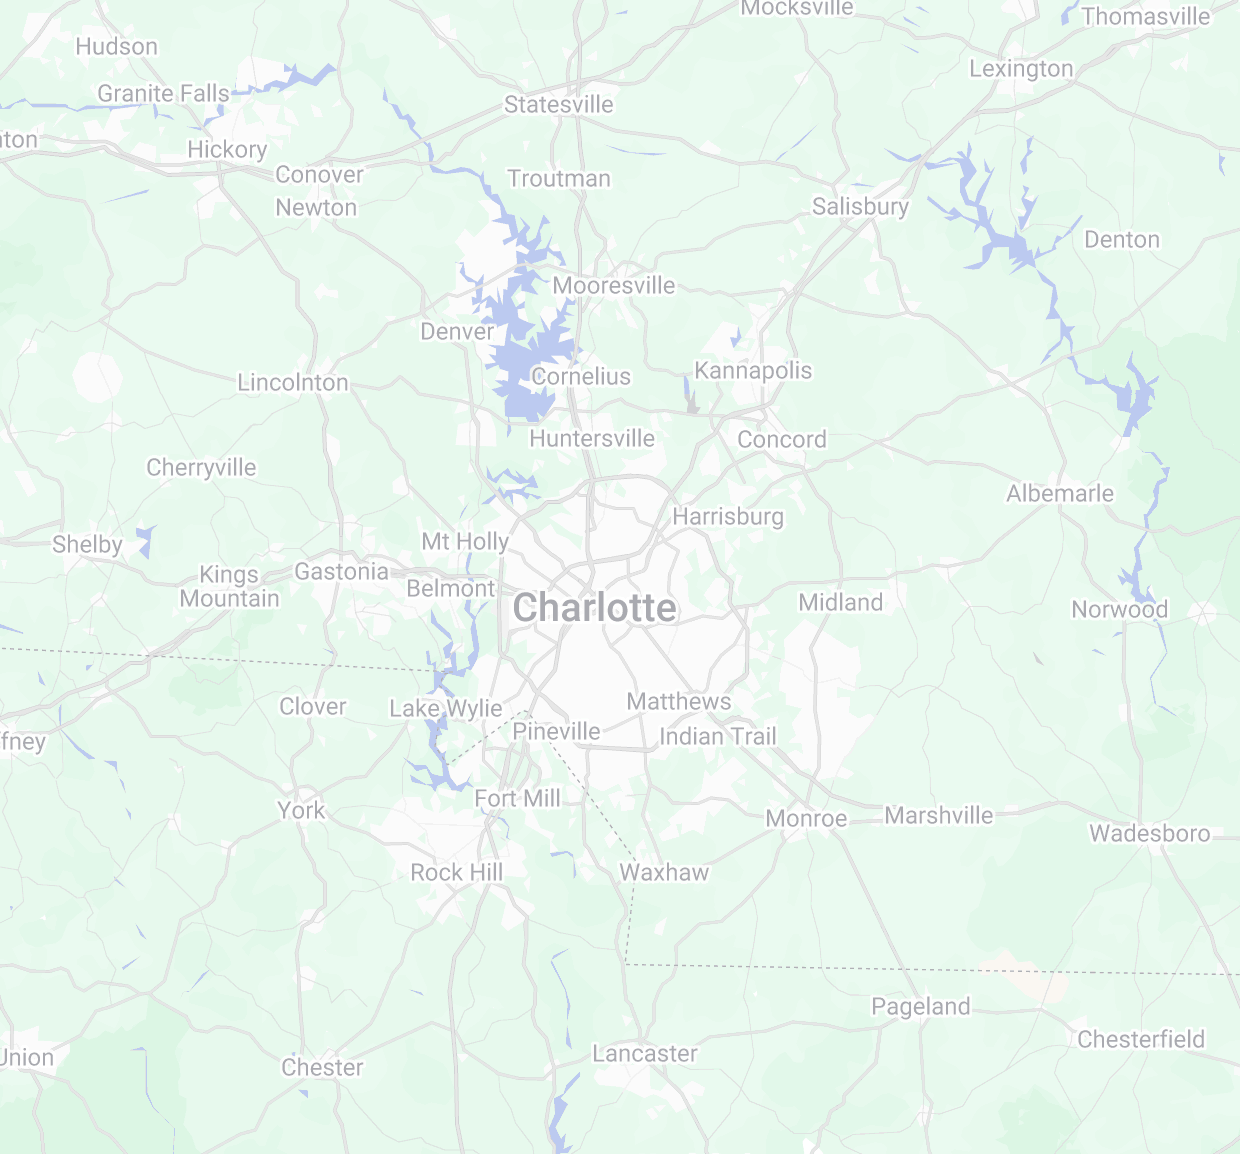 Mocksville
Thomasville
Hudson
Lexington
Granite Falls
Statesville
Hickory
Conover
Troutman
Newton
Salisbury
Denton
Mooresville
Denver
Kannapolis
Cornelius
Lincolnton
Huntersville
Concord
Cherryville
Albemarle
Harrisburg
Mt Holly
Shelby
Gastonia
Kings
Mountain
Belmont
Charlotte
Midland
Norwood
Matthews
Clover
Lake Wylie
Pineville
Indian Trail
ffney
Fort Mill
York
Marshville
Monroe
Wadesboro
Rock Hill
Waxhaw
Pageland
Chesterfield
Lancaster
Union
Chester